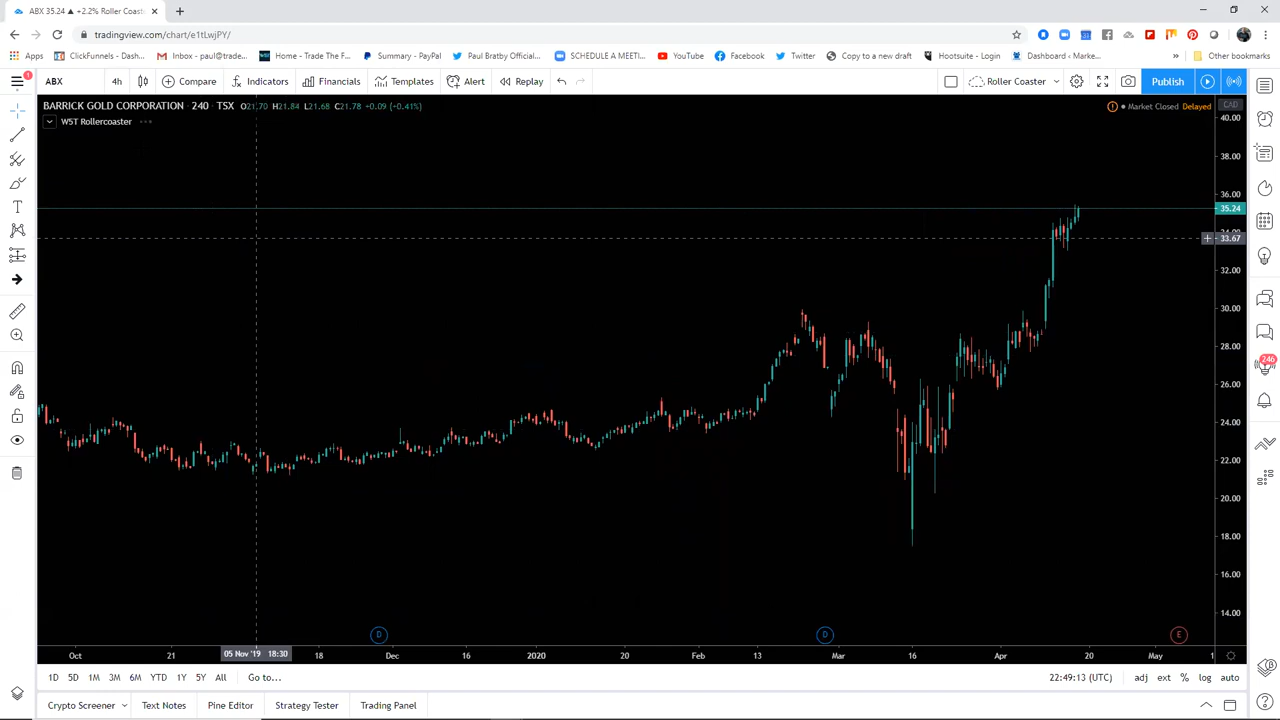 ABX 35.24 ▲ +2.2% Roller Coast
tradingview.com/chart/e1tLwjPY/
Apps ClickFunnels - Dash... Inbox - paul@trade... Home - Trade The F... Summary - PayPal Paul Bratby Official... SCHEDULE A MEETI... YouTube Facebook Twitter Copy to a new draft Hootsuite - Login Dashboard ‹ Marke... » Other bookmarks
1 ABX 4h Compare Indicators Financials Templates Alert Replay Roller Coaster Publish
BARRICK GOLD CORPORATION · 240 · TSX O21.70 H21.84 L21.68 C21.78 +0.09 (+0.41%) Market Closed Delayed CAD
W5T Rollercoaster
40.00
38.00
36.00
35.24
34.00
33.67
32.00
30.00
28.00
246
26.00
24.00
22.00
20.00
18.00
16.00
14.00
D D E
Oct 21 05 Nov '19 18:30 18 Dec 16 2020 20 Feb 13 Mar 16 Apr 20 May 1
1D 5D 1M 3M 6M YTD 1Y 5Y All Go to... 22:49:13 (UTC) adj ext % log auto
Crypto Screener Text Notes Pine Editor Strategy Tester Trading Panel